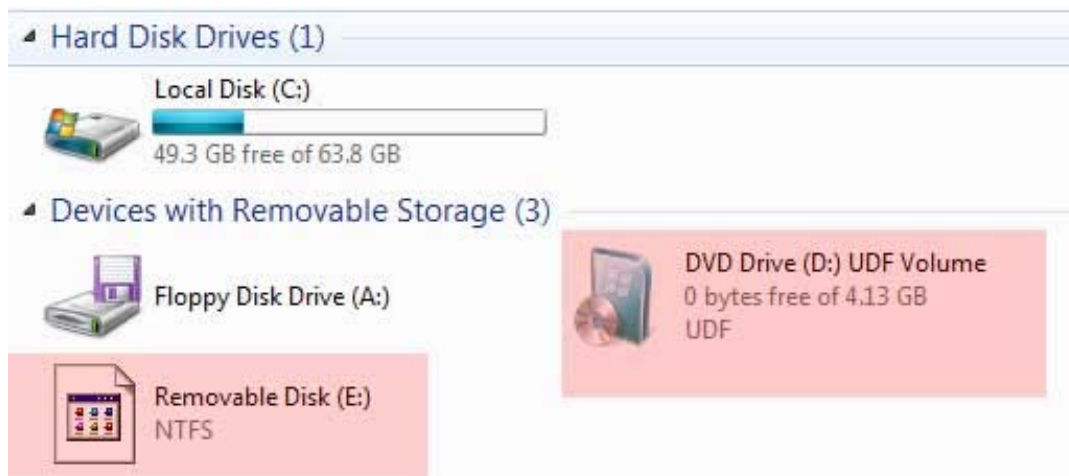 Hard Disk Drives (1)
Local Disk (C:)
49.3 GB free of 63.8 GB
Devices with Removable Storage (3)
Floppy Disk Drive (A:)
DVD Drive (D:) UDF Volume
0 bytes free of 4.13 GB
UDF
Removable Disk (E:)
NTFS